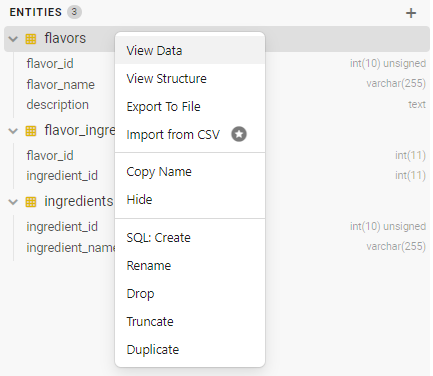 ENTITIES 3 +
flavors
flavor_id int(10) unsigned
flavor_name varchar(255)
description text
flavor_ingre
flavor_id int(11)
ingredient_id int(11)
ingredients
ingredient_id int(10) unsigned
ingredient_name varchar(255)
View Data
View Structure
Export To File
Import from CSV
Copy Name
Hide
SQL: Create
Rename
Drop
Truncate
Duplicate